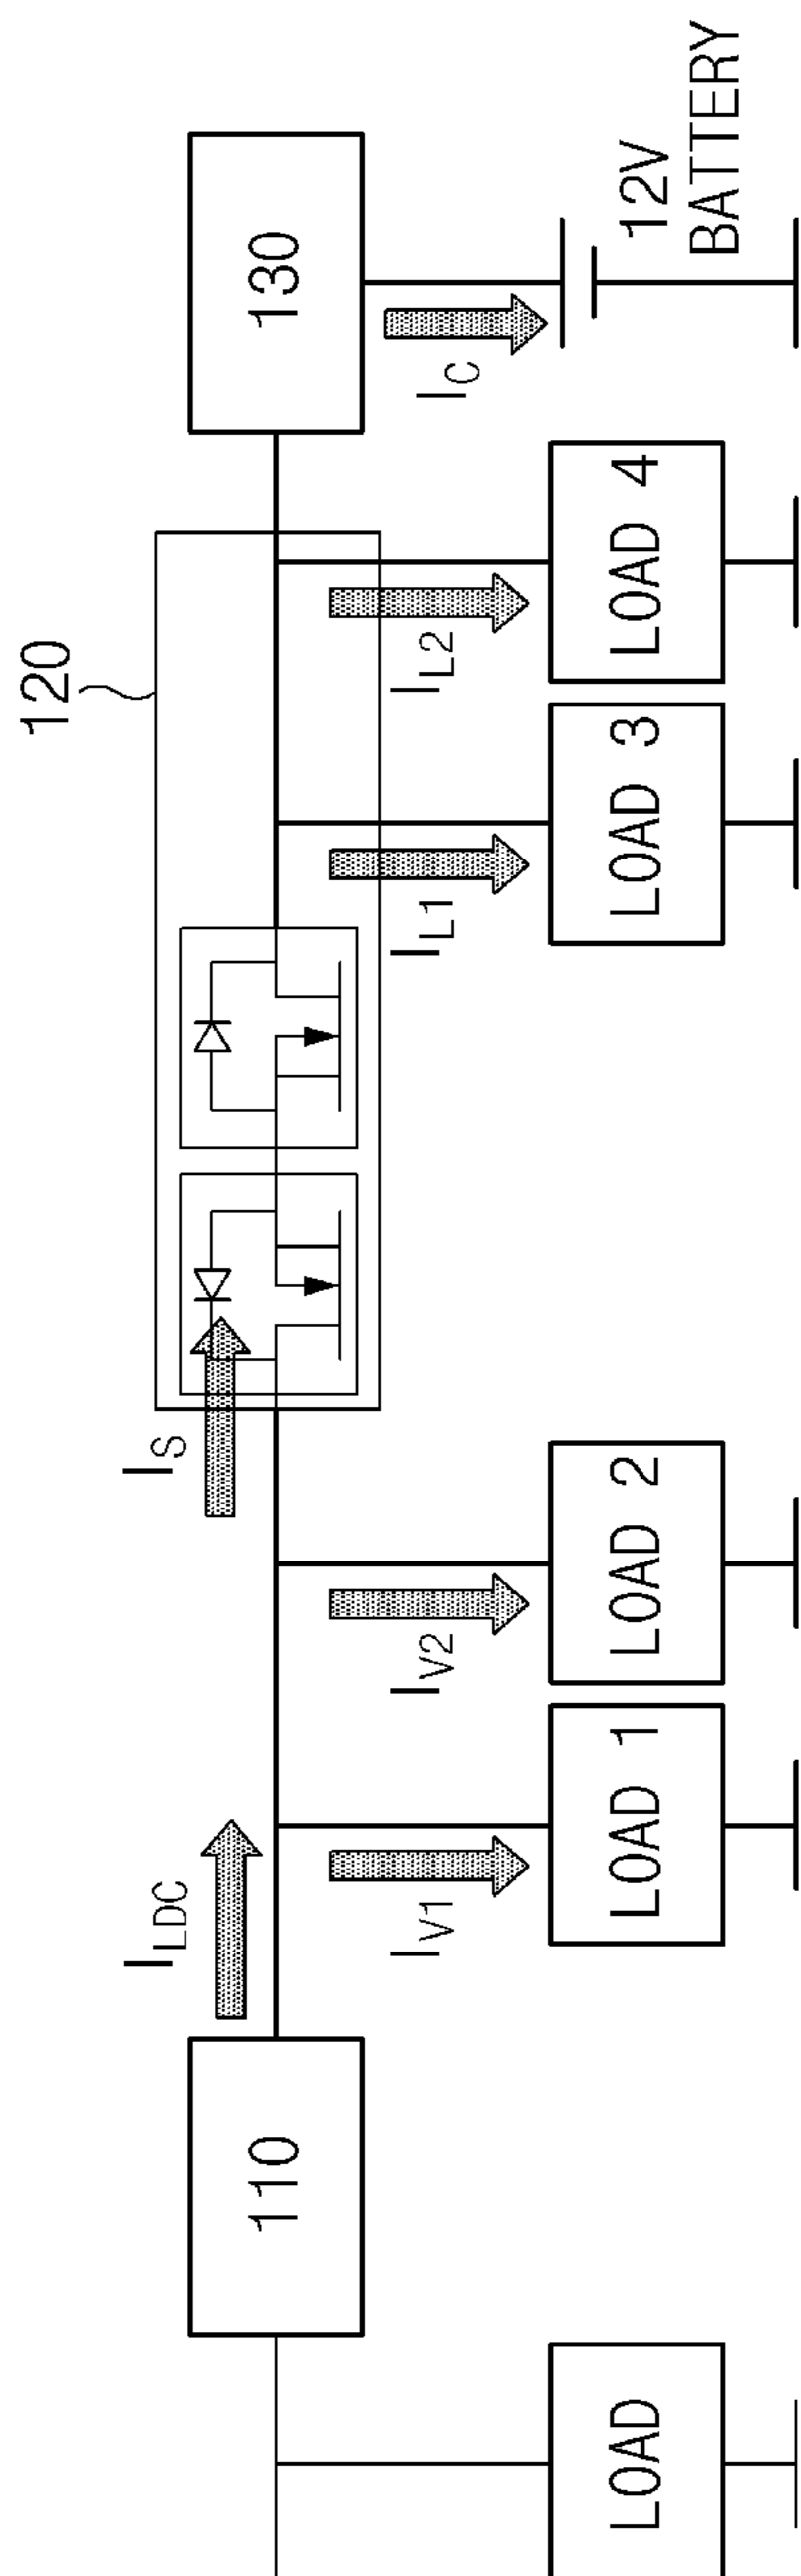 120
I_LDC
I_S
110
130
I_V1
I_V2
I_L1
I_L2
I_C
12V
BATTERY
LOAD
LOAD 1
LOAD 2
LOAD 3
LOAD 4